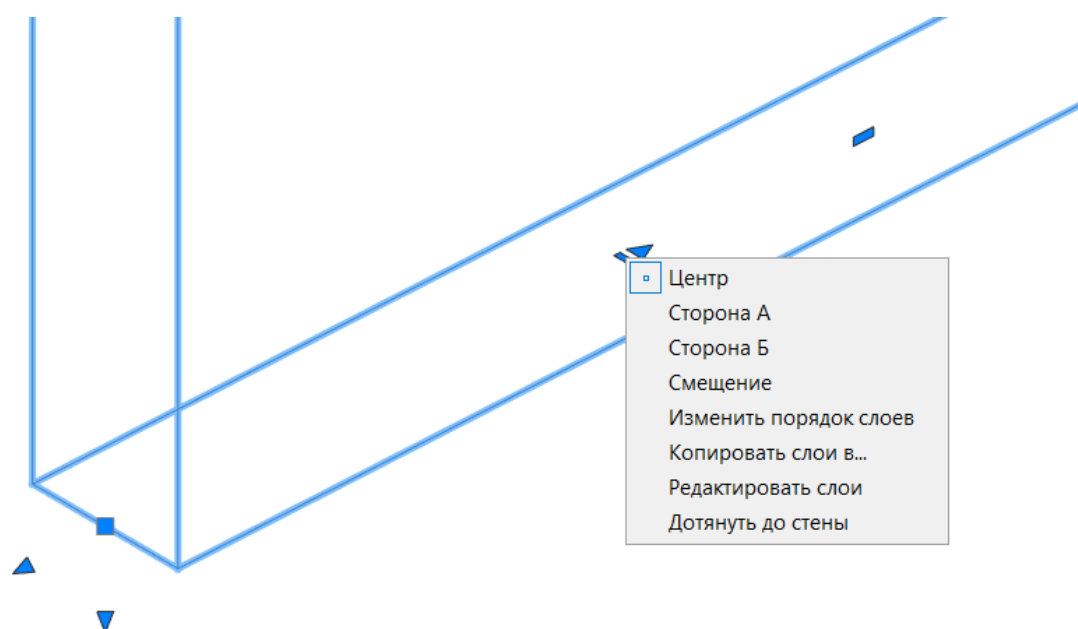 Центр
Сторона А
Сторона Б
Смещение
Изменить порядок слоев
Копировать слои в...
Редактировать слои
Дотянуть до стены